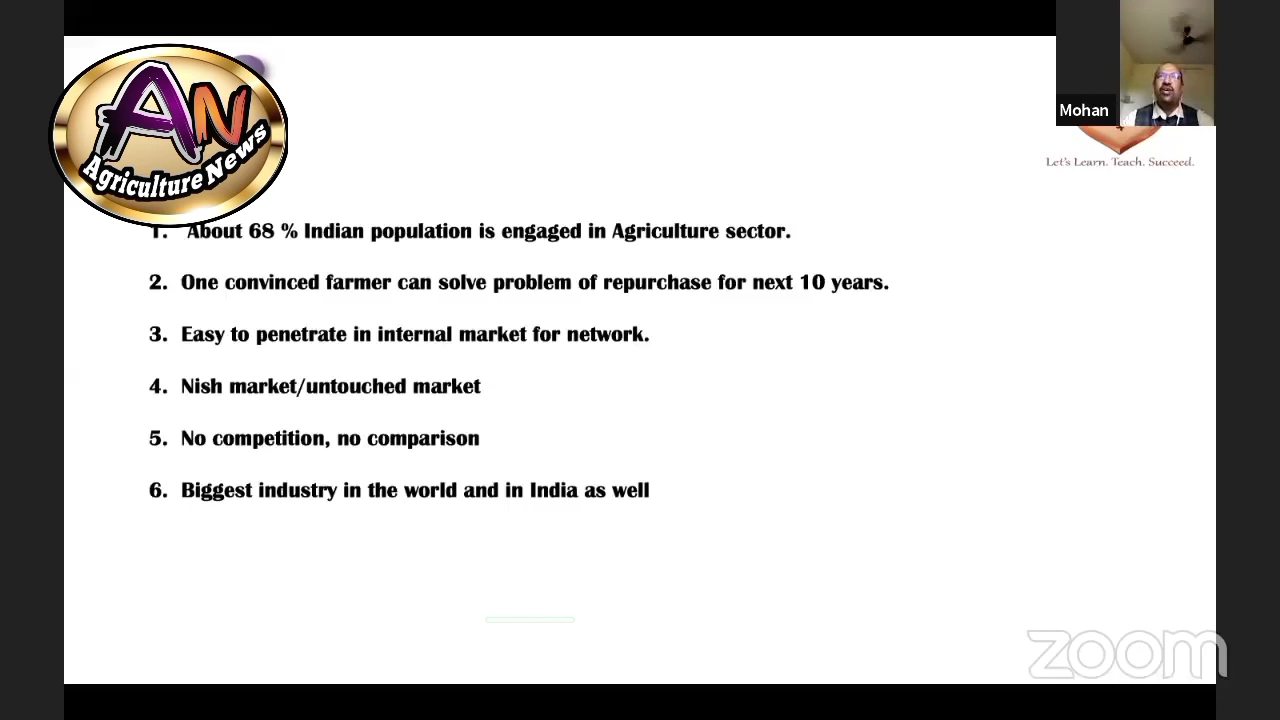 AN
Agriculture News
Mohan
Let's Learn. Teach. Succeed.
1. About 68 % Indian population is engaged in Agriculture sector.
2. One convinced farmer can solve problem of repurchase for next 10 years.
3. Easy to penetrate in internal market for network.
4. Nish market/untouched market
5. No competition, no comparison
6. Biggest industry in the world and in India as well
zoom